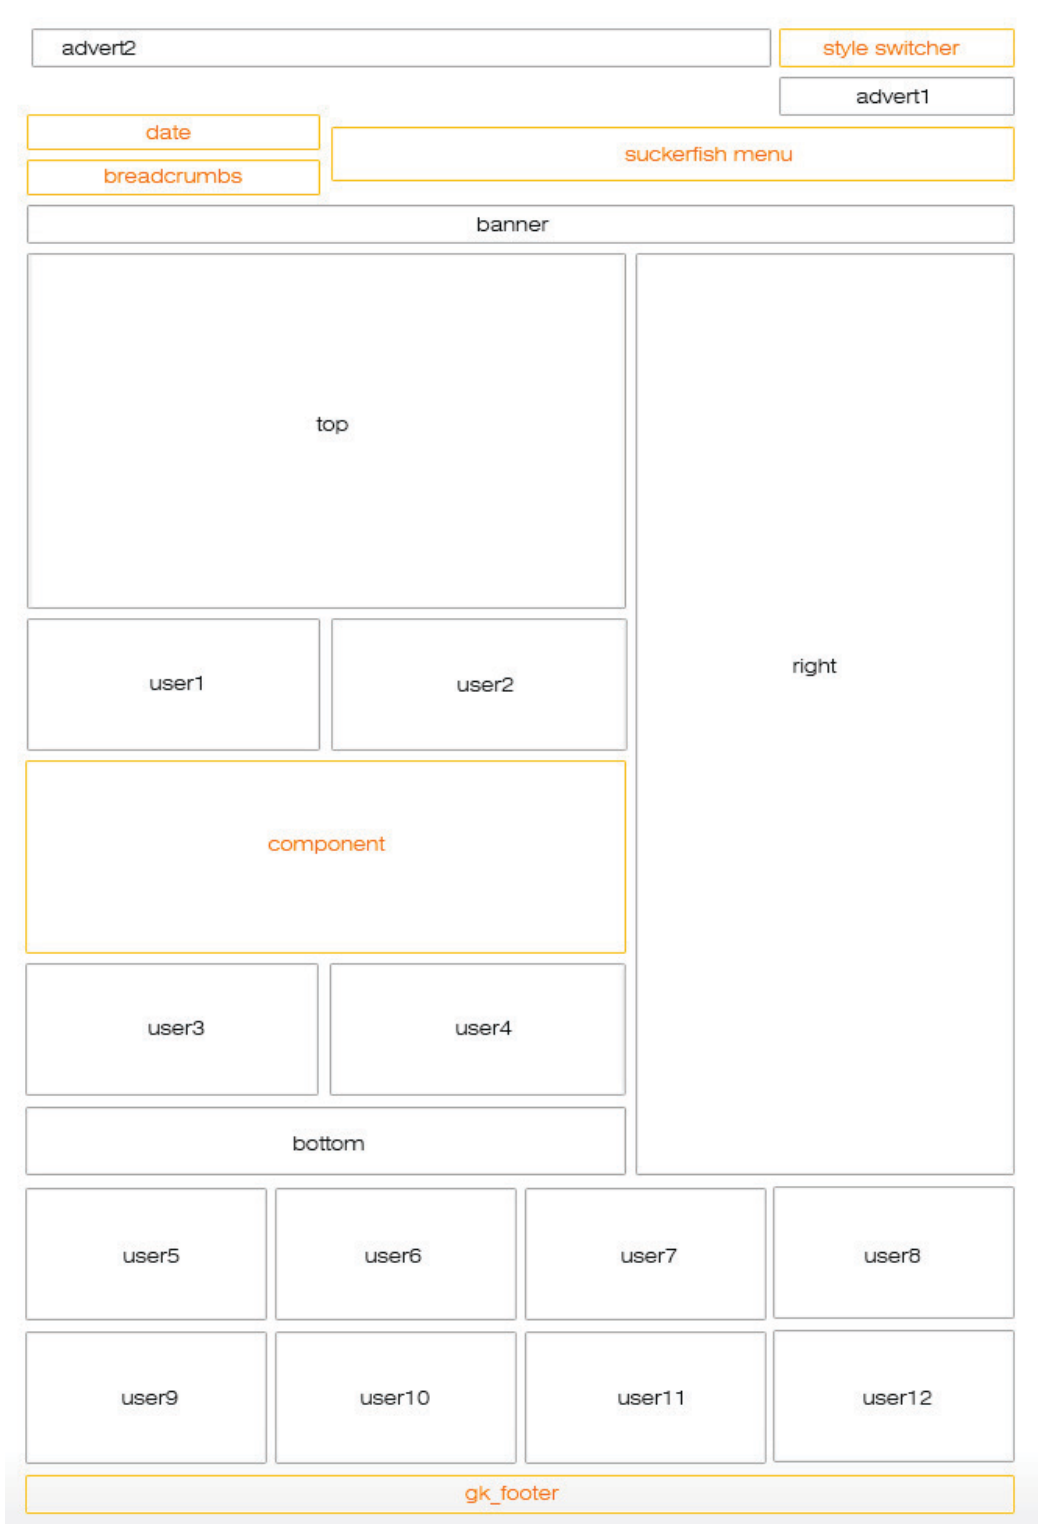 advert2
style switcher
advert1
date
suckerfish menu
breadcrumbs
banner
top
right
user1
user2
component
user3
user4
bottom
user5
user6
user7
user8
user9
user10
user11
user12
gk_footer